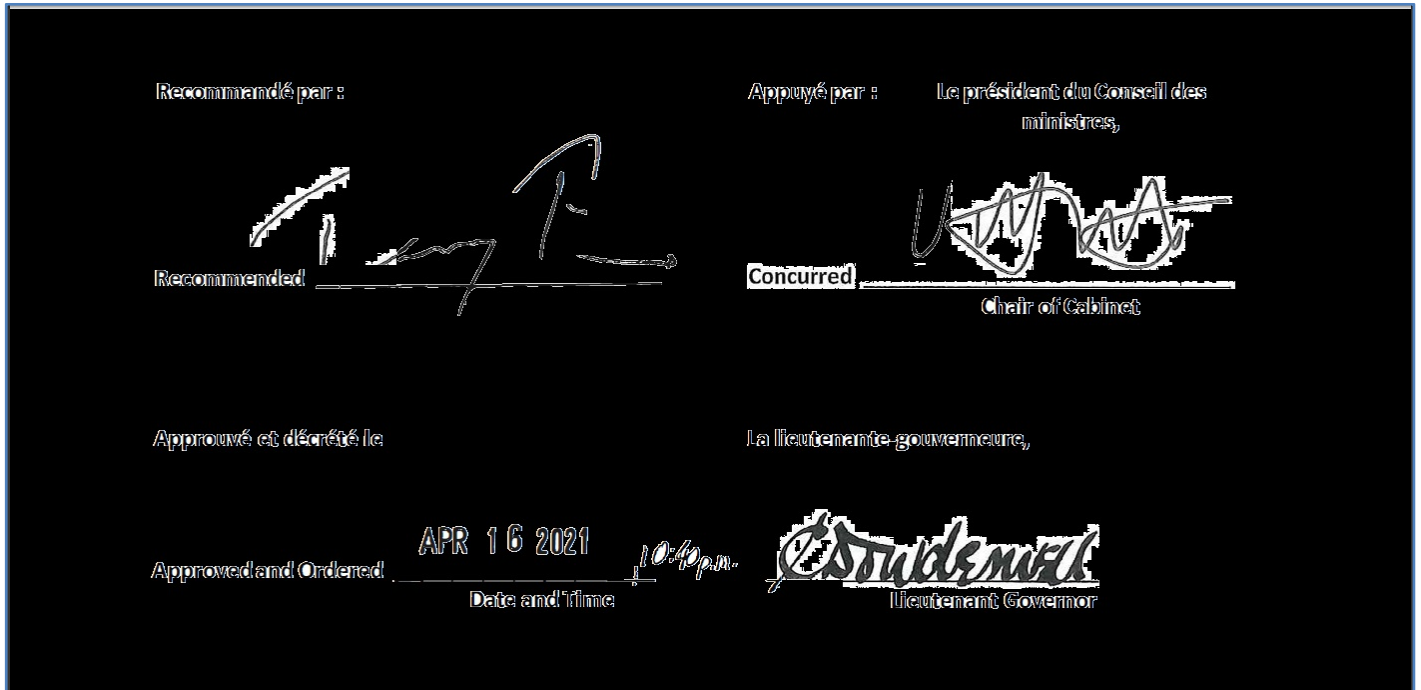 Recommandé par :
Appuyé par : Le président du Conseil des
ministres,
Recommended
Concurred
Chair of Cabinet
Approuvé et décrété le
La lieutenante-gouverneure,
APR 16 2021
10:40 p.m.
Approved and Ordered
Date and Time
Lieutenant Governor